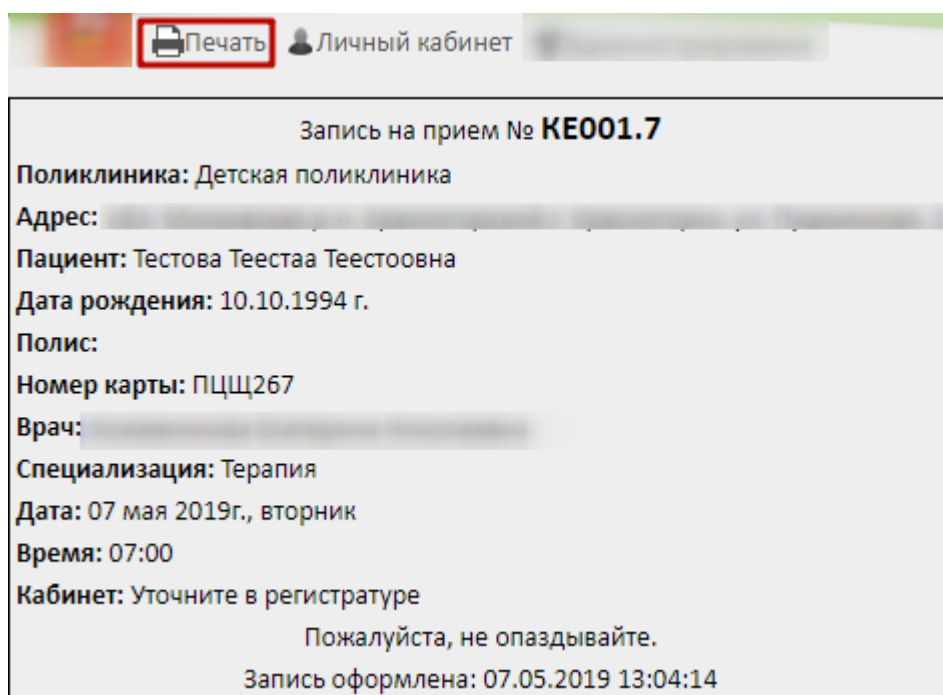 Печать Личный кабинет
Запись на прием № КЕ001.7
Поликлиника: Детская поликлиника
Адрес:
Пациент: Тестова Теестаа Теестоовна
Дата рождения: 10.10.1994 г.
Полис:
Номер карты: ПЦЩ267
Врач:
Специализация: Терапия
Дата: 07 мая 2019г., вторник
Время: 07:00
Кабинет: Уточните в регистратуре
Пожалуйста, не опаздывайте.
Запись оформлена: 07.05.2019 13:04:14